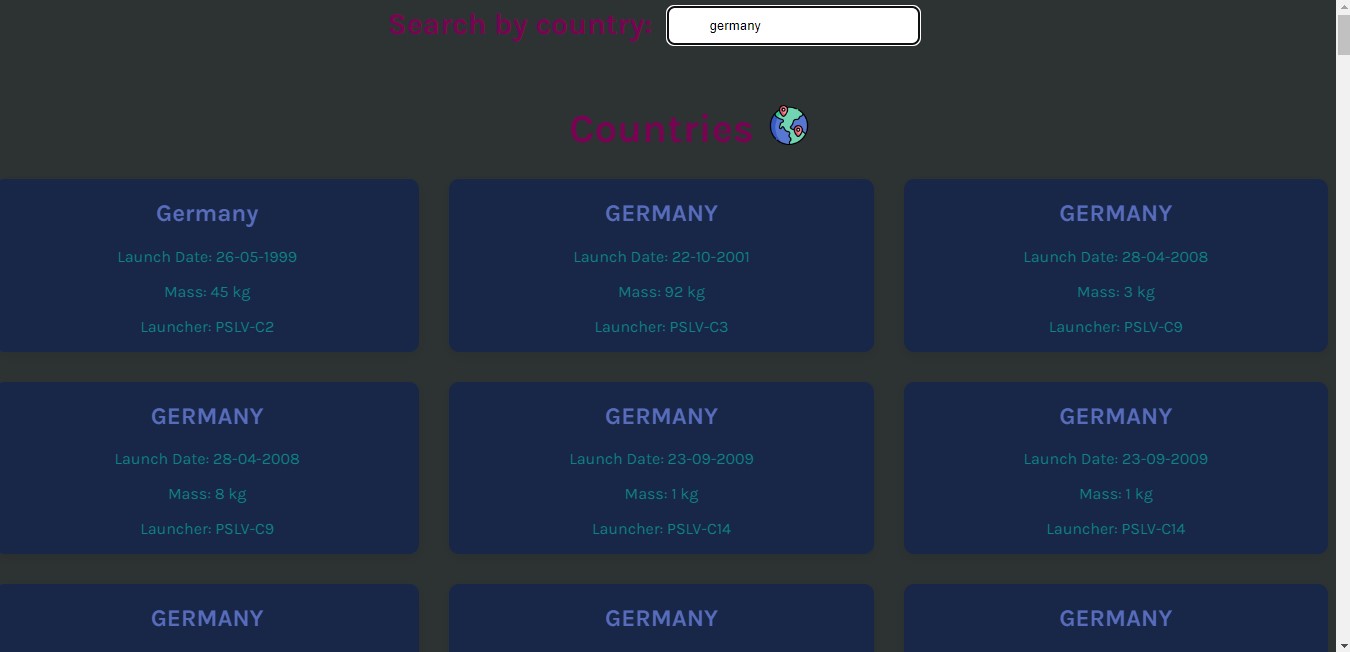 Search by country: germany
Countries
Germany GERMANY GERMANY
Launch Date: 26-05-1999 Launch Date: 22-10-2001 Launch Date: 28-04-2008
Mass: 45 kg Mass: 92 kg Mass: 3 kg
Launcher: PSLV-C2 Launcher: PSLV-C3 Launcher: PSLV-C9
GERMANY GERMANY GERMANY
Launch Date: 28-04-2008 Launch Date: 23-09-2009 Launch Date: 23-09-2009
Mass: 8 kg Mass: 1 kg Mass: 1 kg
Launcher: PSLV-C9 Launcher: PSLV-C14 Launcher: PSLV-C14
GERMANY GERMANY GERMANY